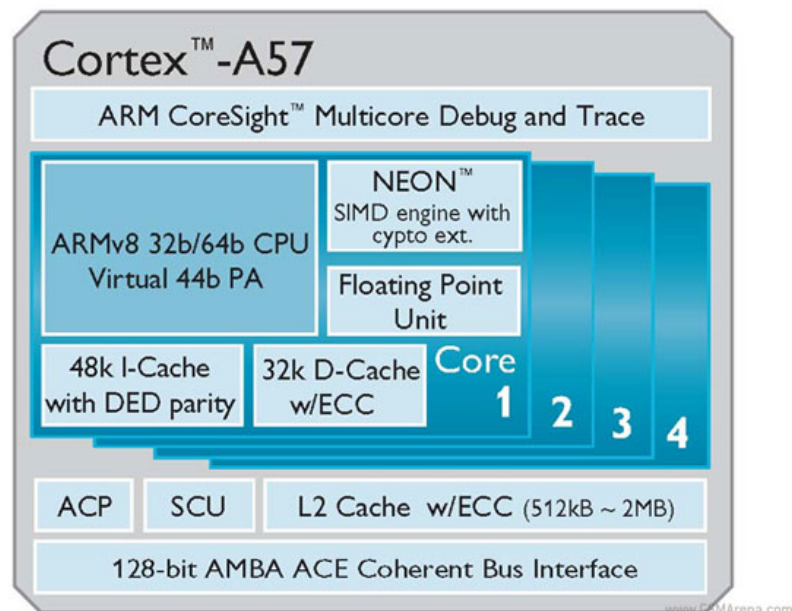 Cortex™-A57
ARM CoreSight™ Multicore Debug and Trace
ARMv8 32b/64b CPU
Virtual 44b PA
NEON™
SIMD engine with
cypto ext.
Floating Point
Unit
48k I-Cache
with DED parity
32k D-Cache
w/ECC
Core
1
2
3
4
ACP
SCU
L2 Cache w/ECC (512kB ~ 2MB)
128-bit AMBA ACE Coherent Bus Interface